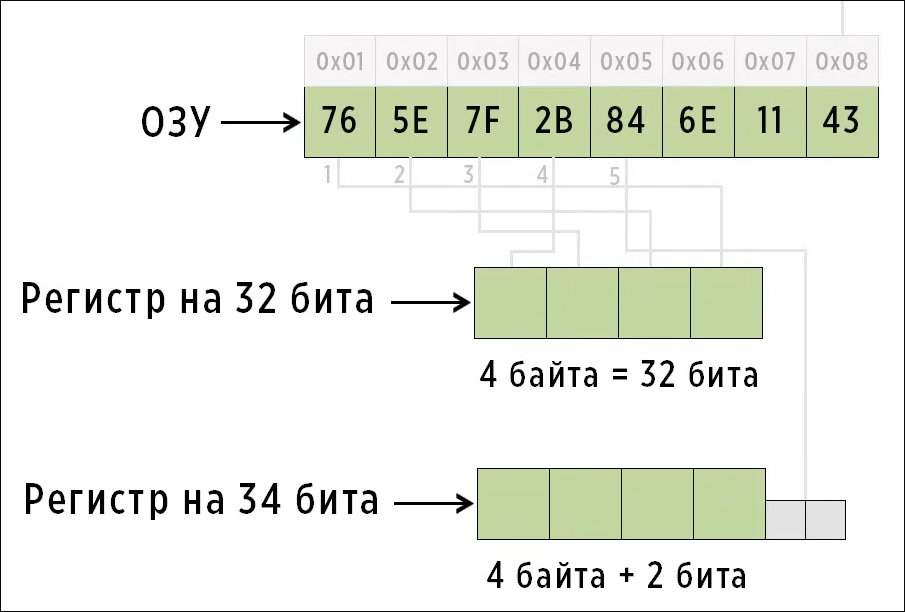 0x01 0x02 0x03 0x04 0x05 0x06 0x07 0x08
ОЗУ 76 5E 7F 2B 84 6E 11 43
1 2 3 4 5
Регистр на 32 бита
4 байта = 32 бита
Регистр на 34 бита
4 байта + 2 бита